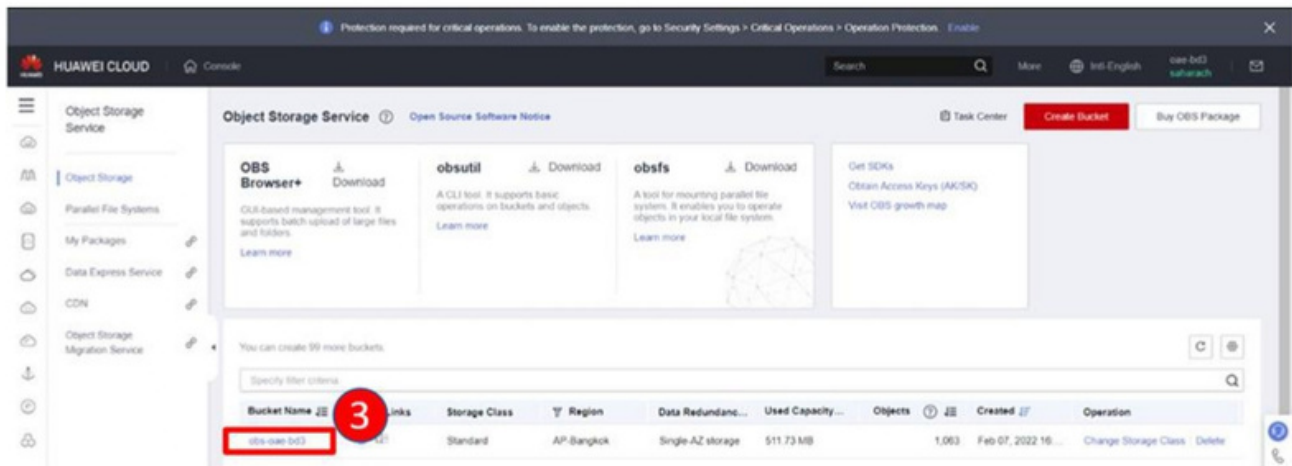 Protection required for critical operations. To enable the protection, go to Security Settings > Critical Operations > Operation Protection. Enable
HUAWEI
HUAWEI CLOUD Console Search More Intl-English oae-bd3
saharach
Object Storage
Service
Object Storage
Parallel File Systems
My Packages
Data Express Service
CDN
Object Storage
Migration Service
Object Storage Service Open Source Software Notice Task Center Create Bucket Buy OBS Package
OBS
Browser+
Download
GUI-based management tool. It
supports batch upload of large files
and folders.
Learn more
obsutil Download
A CLI tool. It supports basic
operations on buckets and objects.
Learn more
obsfs Download
A tool for mounting parallel file
system. It enables you to operate
objects in your local file system.
Learn more
Get SDKs
Obtain Access Keys (AK/SK)
Visit OBS growth map
You can create 99 more buckets.
Specify filter criteria.
Bucket Name 3 inks Storage Class Region Data Redundanc... Used Capacity... Objects Created Operation
obs-oae-bd3 Standard AP-Bangkok Single-AZ storage 511.73 MB 1,063 Feb 07, 2022 16:... Change Storage Class Delete